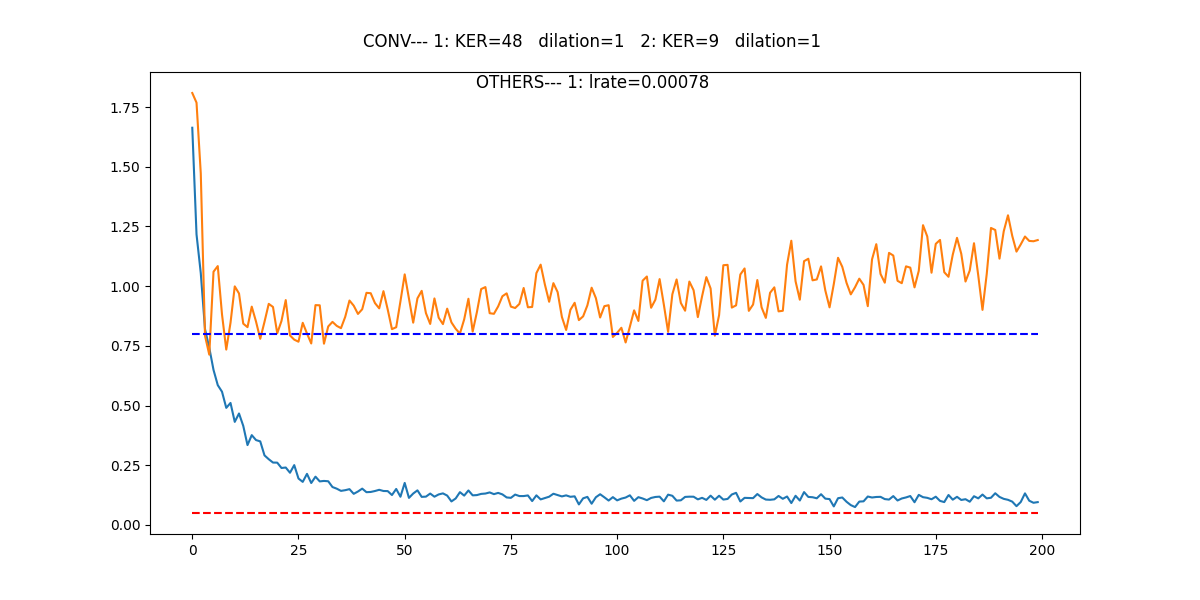 CONV--- 1: KER=48   dilation=1   2: KER=9   dilation=1
OTHERS--- 1: lrate=0.00078
1.75
1.50
1.25
1.00
0.75
0.50
0.25
0.00
0 25 50 75 100 125 150 175 200